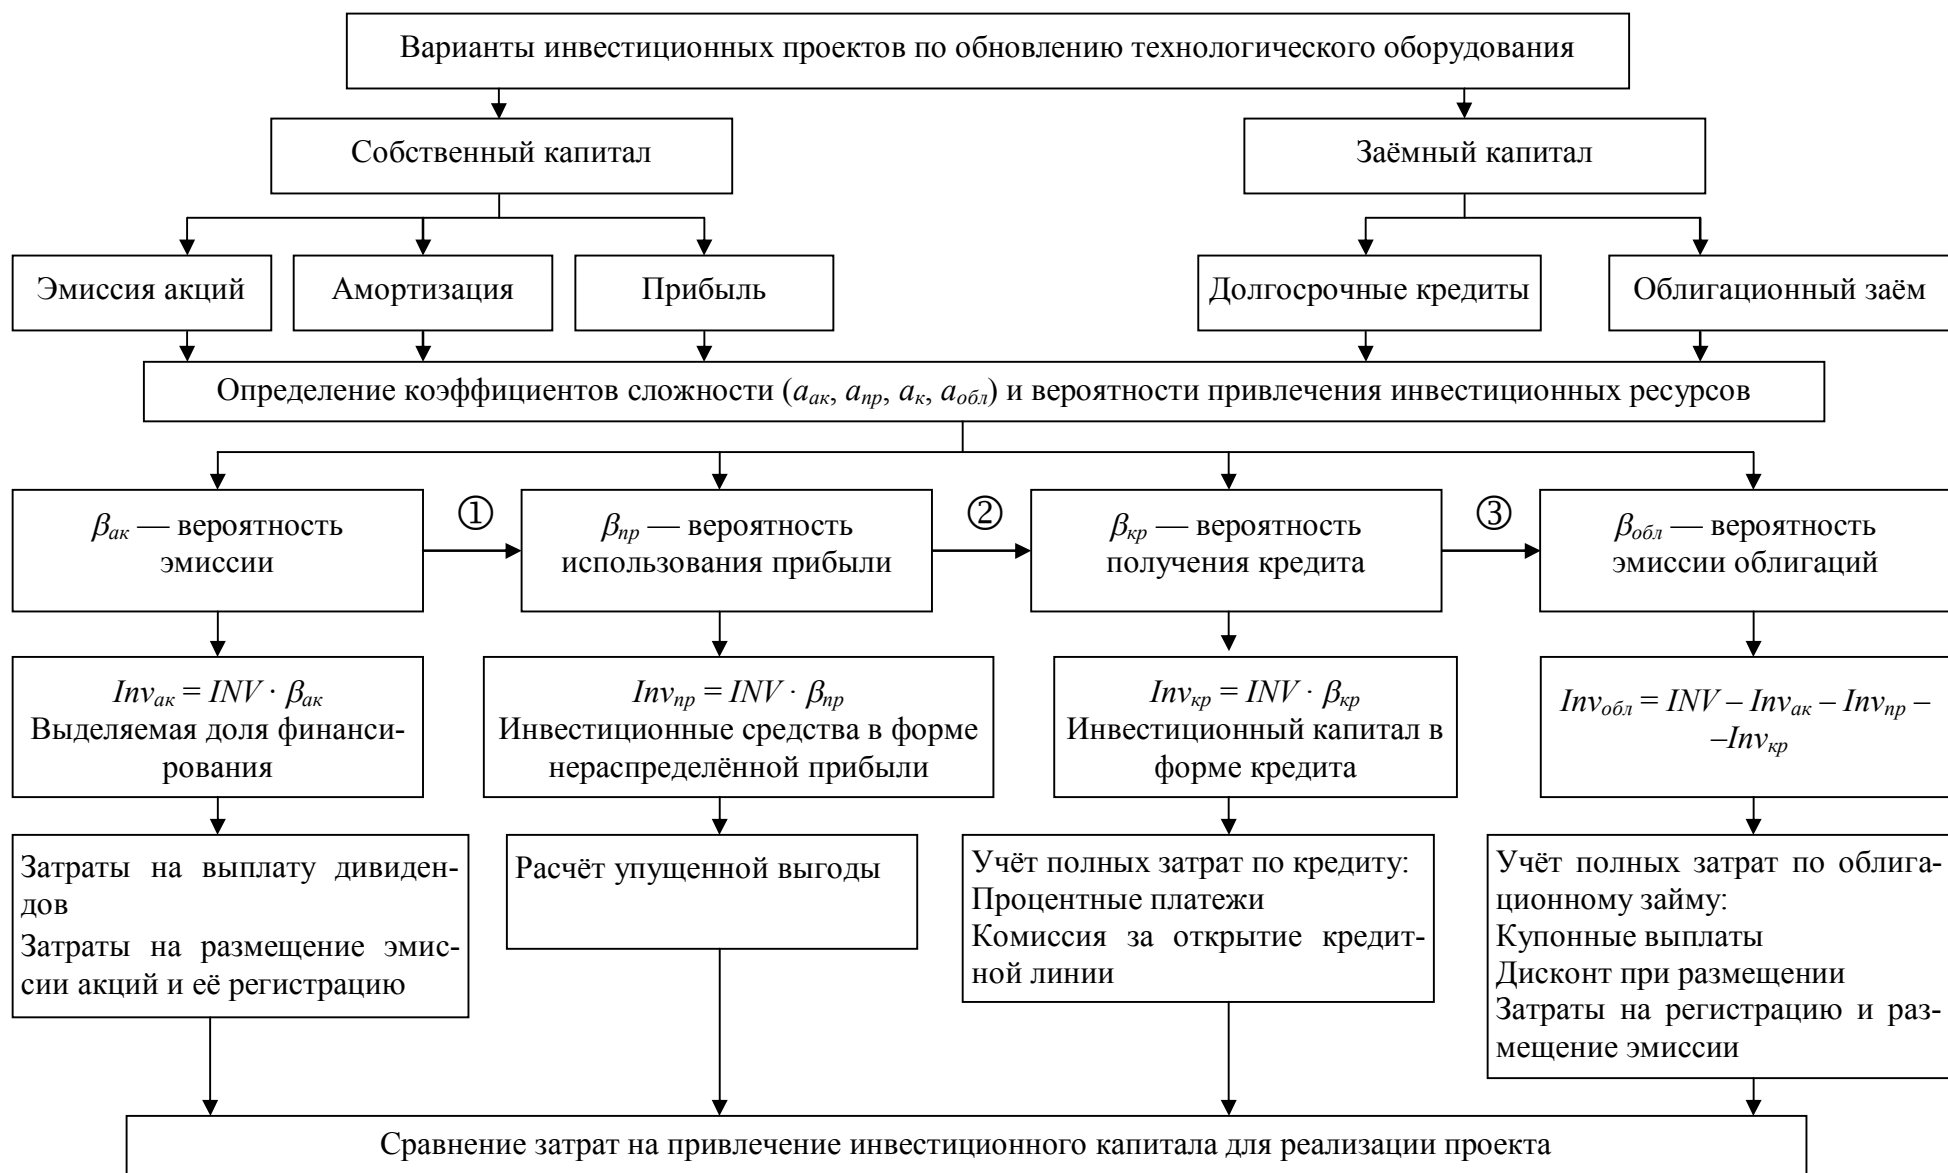 Варианты инвестиционных проектов по обновлению технологического оборудования
Собственный капитал
Заёмный капитал
Эмиссия акций
Амортизация
Прибыль
Долгосрочные кредиты
Облигационный заём
Определение коэффициентов сложности (aак, aпр, aк, aобл) и вероятности привлечения инвестиционных ресурсов
βак — вероятность
эмиссии
①
βпр — вероятность
использования прибыли
②
βкр — вероятность
получения кредита
③
βобл — вероятность
эмиссии облигаций
Invак = INV · βак
Выделяемая доля финанси-
рования
Invпр = INV · βпр
Инвестиционные средства в форме
нераспределённой прибыли
Invкр = INV · βкр
Инвестиционный капитал в
форме кредита
Invобл = INV – Invак – Invпр –
–Invкр
Затраты на выплату дивиден-
дов
Затраты на размещение эмис-
сии акций и её регистрацию
Расчёт упущенной выгоды
Учёт полных затрат по кредиту:
Процентные платежи
Комиссия за открытие кредит-
ной линии
Учёт полных затрат по облига-
ционному займу:
Купонные выплаты
Дисконт при размещении
Затраты на регистрацию и раз-
мещение эмиссии
Сравнение затрат на привлечение инвестиционного капитала для реализации проекта